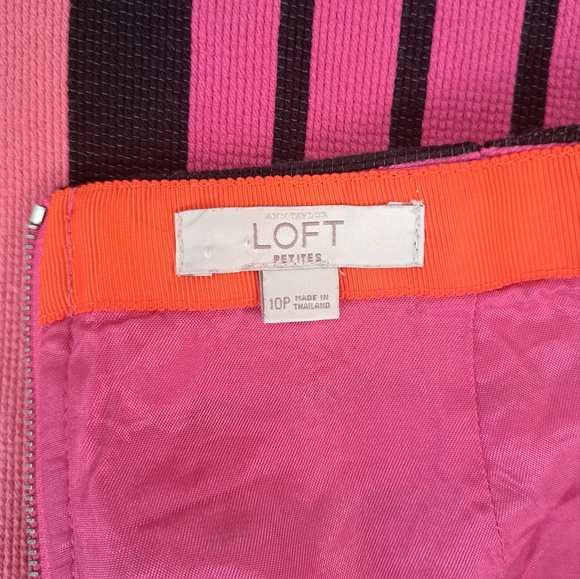 ANN TAYLOR
LOFT
PETITES
10P MADE IN
THAILAND